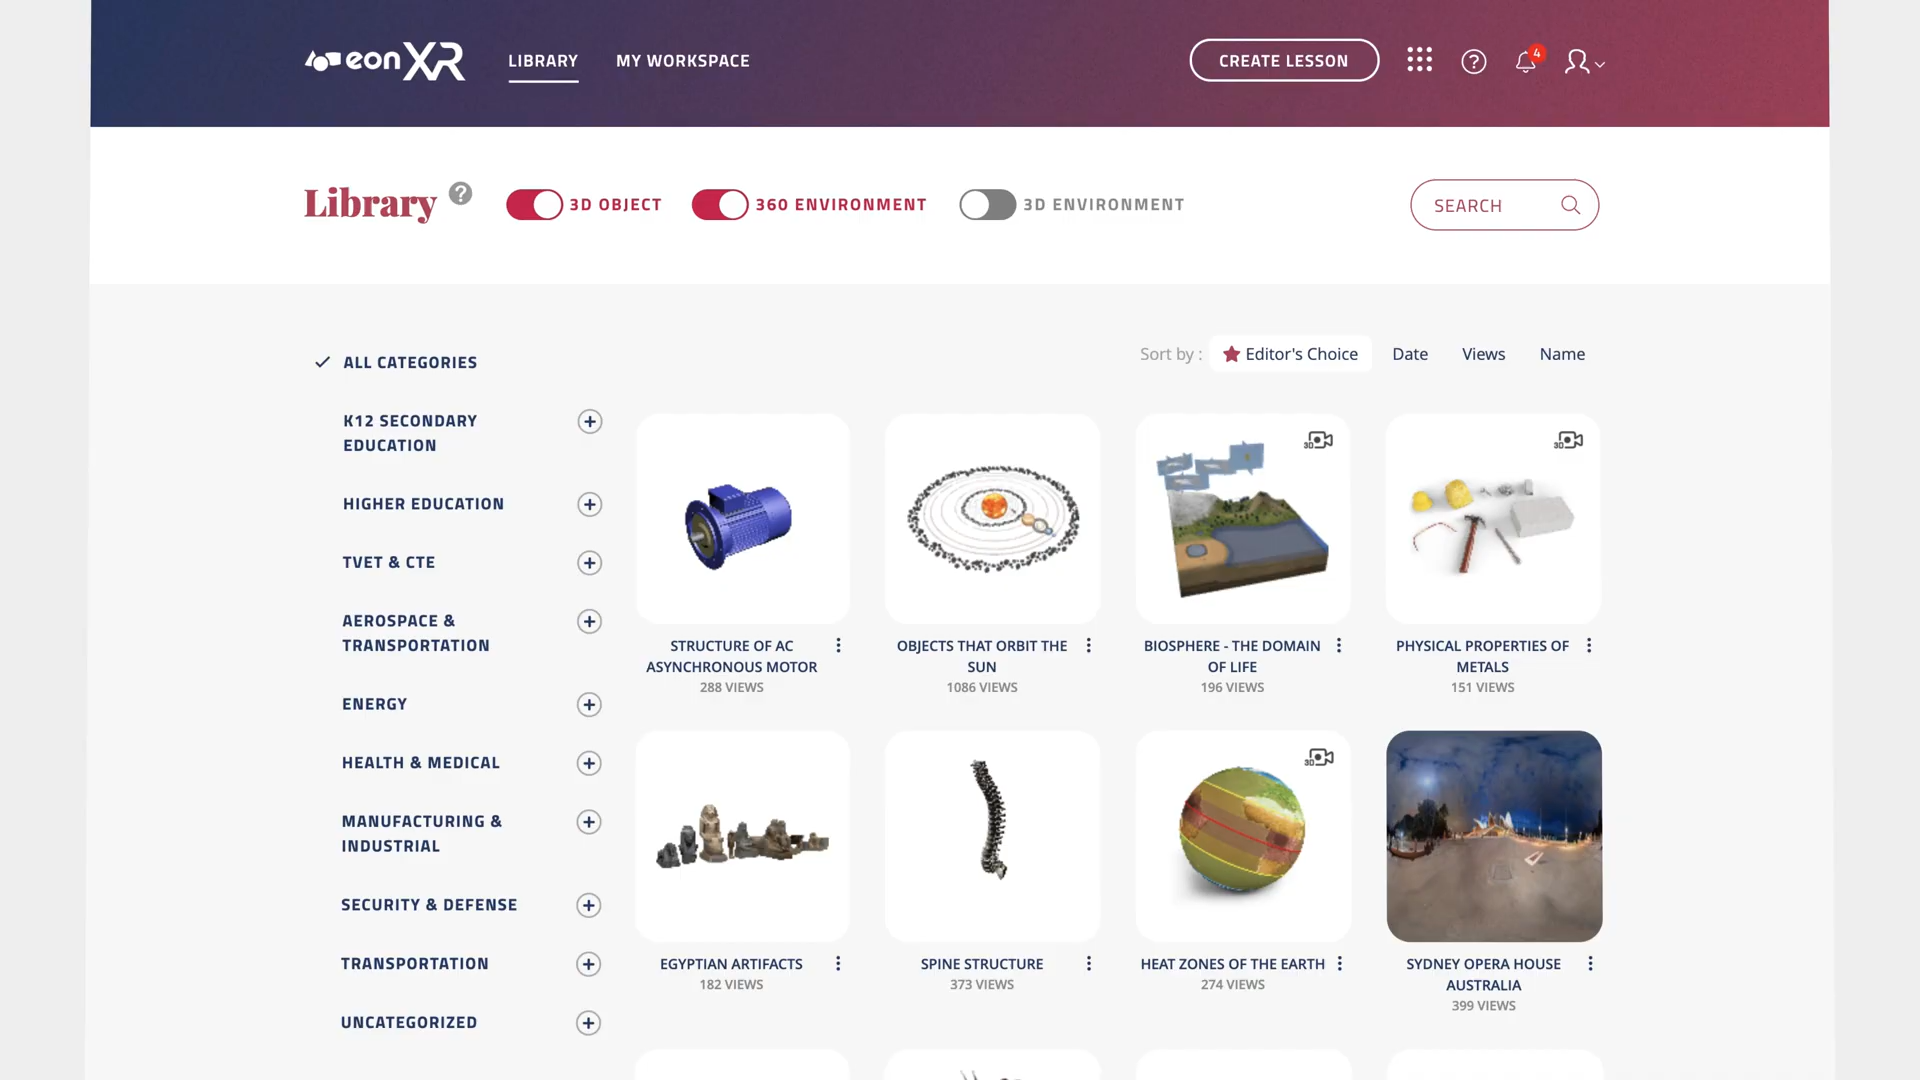 eonXR
LIBRARY
MY WORKSPACE
CREATE LESSON
?
4
Library ?
3D OBJECT
360 ENVIRONMENT
3D ENVIRONMENT
SEARCH
ALL CATEGORIES
K12 SECONDARY
EDUCATION
HIGHER EDUCATION
TVET & CTE
AEROSPACE &
TRANSPORTATION
ENERGY
HEALTH & MEDICAL
MANUFACTURING &
INDUSTRIAL
SECURITY & DEFENSE
TRANSPORTATION
UNCATEGORIZED
Sort by : Editor's Choice Date Views Name
3D
3D
STRUCTURE OF AC
ASYNCHRONOUS MOTOR
288 VIEWS
OBJECTS THAT ORBIT THE
SUN
1086 VIEWS
BIOSPHERE - THE DOMAIN
OF LIFE
196 VIEWS
PHYSICAL PROPERTIES OF
METALS
151 VIEWS
3D
EGYPTIAN ARTIFACTS
182 VIEWS
SPINE STRUCTURE
373 VIEWS
HEAT ZONES OF THE EARTH
274 VIEWS
SYDNEY OPERA HOUSE
AUSTRALIA
399 VIEWS